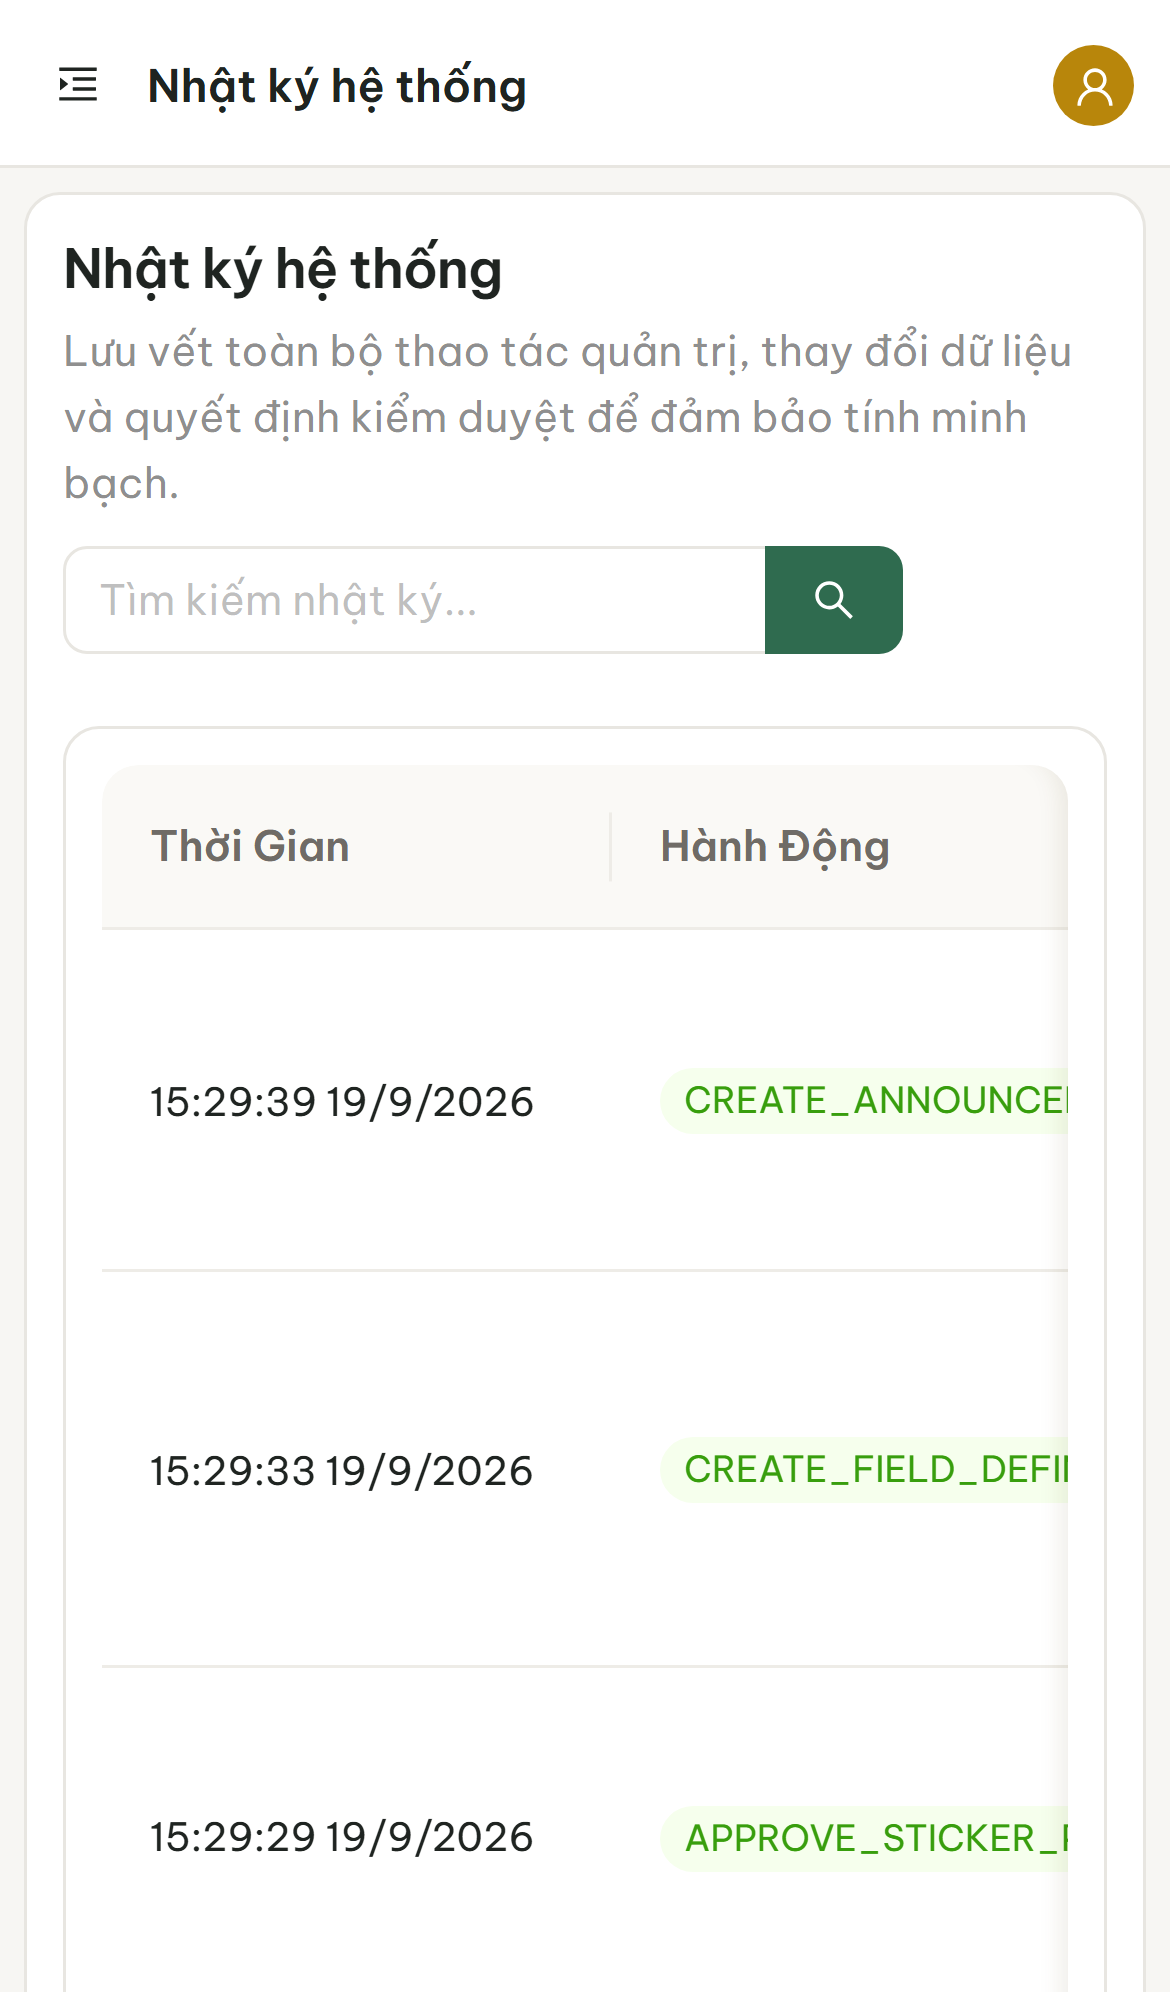 Nhật ký hệ thống
Nhật ký hệ thống
Lưu vết toàn bộ thao tác quản trị, thay đổi dữ liệu
và quyết định kiểm duyệt để đảm bảo tính minh
bạch.
Tìm kiếm nhật ký...
Thời Gian Hành Động
15:29:39 19/9/2026 CREATE_ANNOUNCE
15:29:33 19/9/2026 CREATE_FIELD_DEFI
15:29:29 19/9/2026 APPROVE_STICKER_